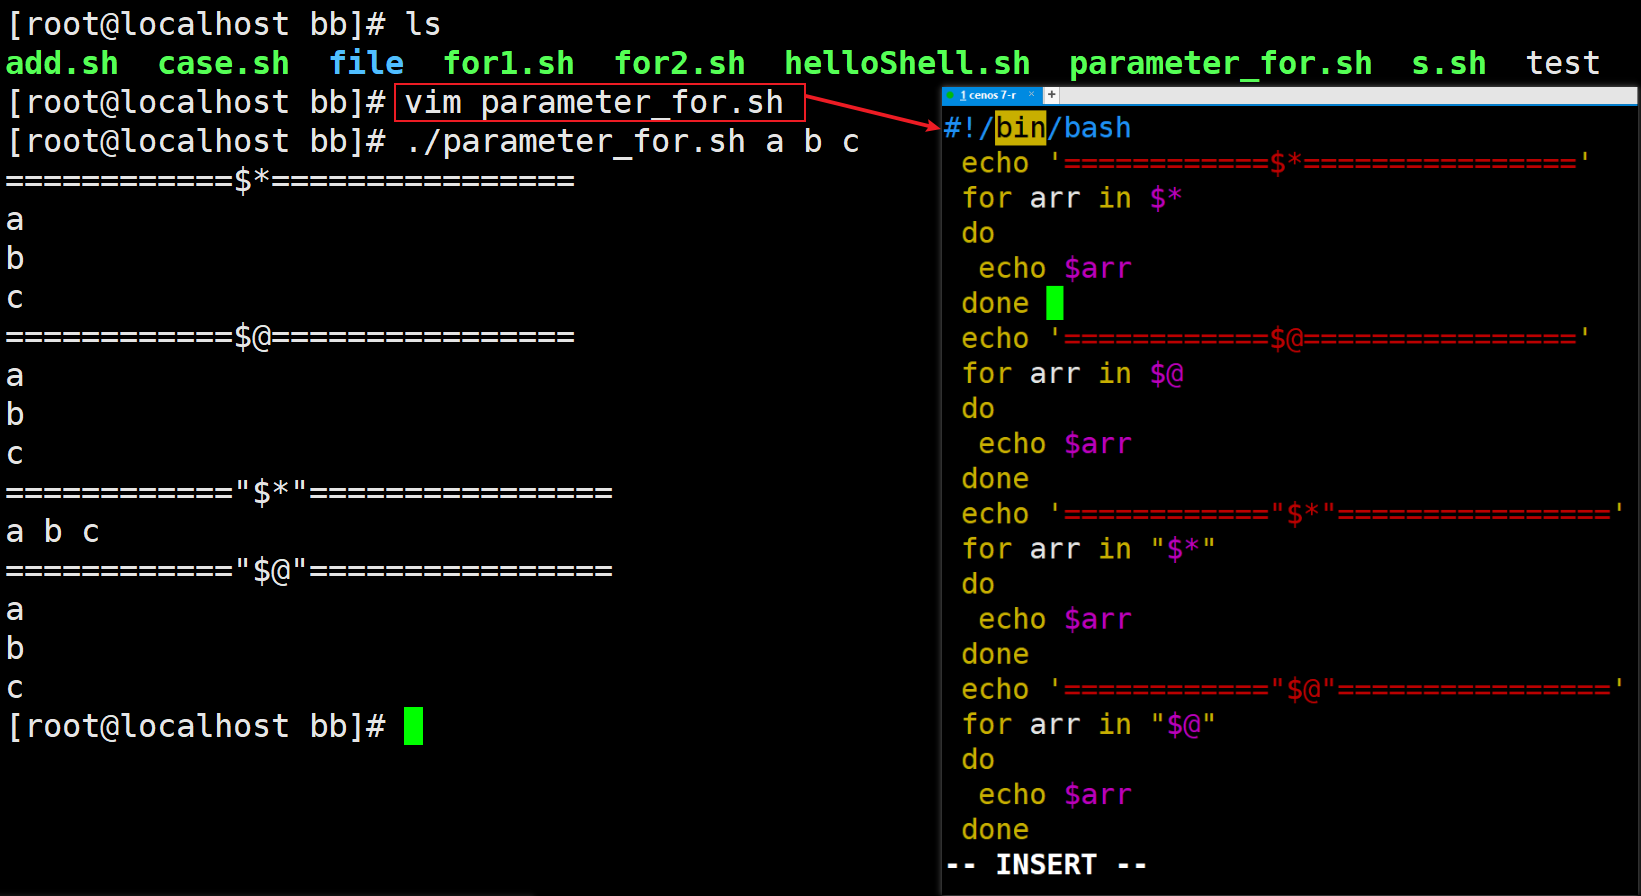 [root@localhost bb]# ls
add.sh  case.sh  file  for1.sh  for2.sh  helloShell.sh  parameter_for.sh  s.sh  test
[root@localhost bb]# vim parameter_for.sh
[root@localhost bb]# ./parameter_for.sh a b c
============$*================
a
b
c
============$@================
a
b
c
============"$*"================
a b c
============"$@"================
a
b
c
[root@localhost bb]#
1 cenos 7-r × +
#!/bin/bash
 echo '============$*================'
 for arr in $*
 do
  echo $arr
 done
 echo '============$@================'
 for arr in $@
 do
  echo $arr
 done
 echo '============"$*"================'
 for arr in "$*"
 do
  echo $arr
 done
 echo '============"$@"================'
 for arr in "$@"
 do
  echo $arr
 done
-- INSERT --